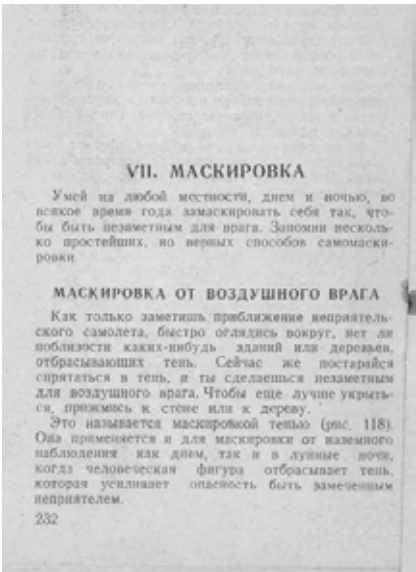 VII. МАСКИРОВКА
Умей на любой местности, днем и ночью, во
всякое время года замаскировать себя так, что-
бы быть незаметным для врага. Запомни несколь-
ко простейших, но верных способов самомаски-
ровки.
МАСКИРОВКА ОТ ВОЗДУШНОГО ВРАГА
Как только заметишь приближение неприятель-
ского самолета, быстро оглядись вокруг, нет ли
поблизости каких-нибудь зданий или деревьев,
отбрасывающих тень. Сейчас же постарайся
спрятаться в тень, и ты сделаешься незаметным
для воздушного врага. Чтобы еще лучше укрыть-
ся, прижмись к стене или к дереву.
Это называется маскировкой тенью (рис. 118).
Она применяется и для маскировки от наземного
наблюдения как днем, так и в лунные ночи,
когда человеческая фигура отбрасывает тень,
которая усиливает опасность быть замеченным
неприятелем.
232